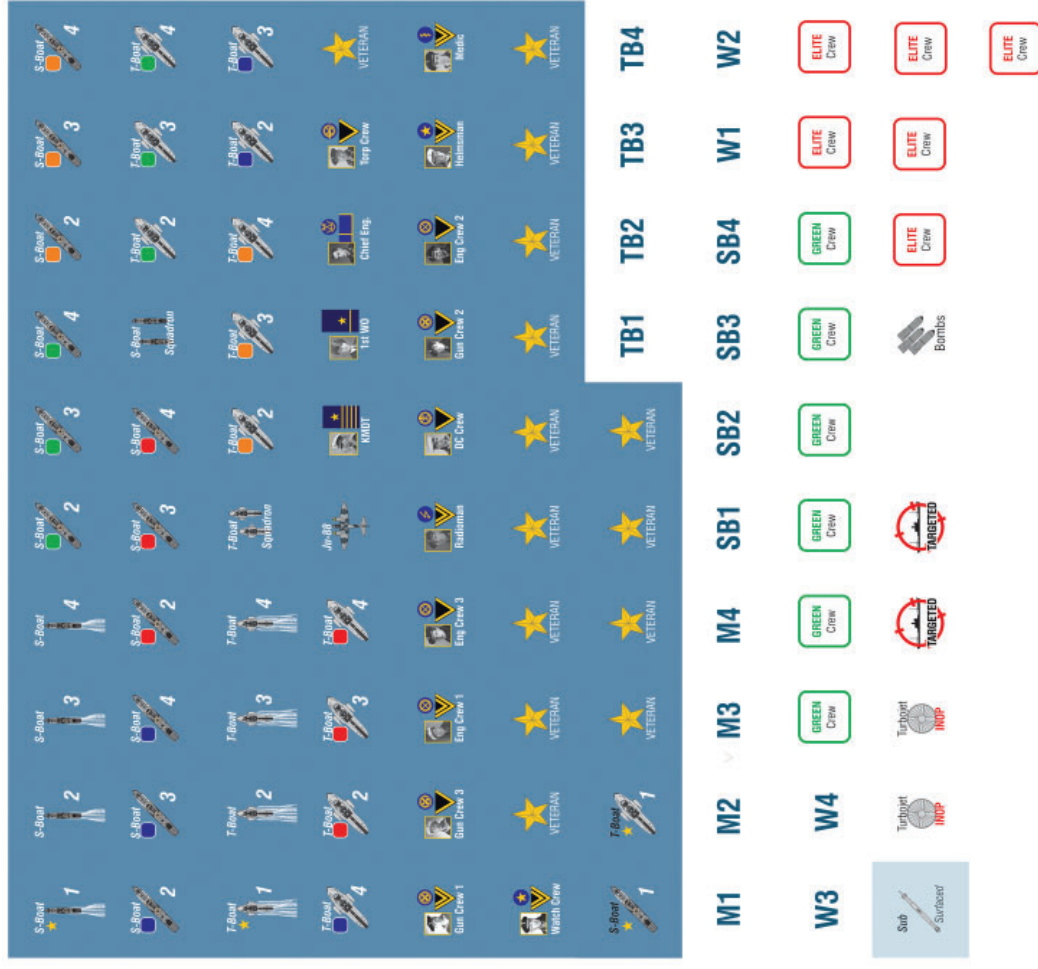 S-Boat 1 S-Boat 2 S-Boat 3 S-Boat 4 S-Boat 2 S-Boat 3 S-Boat 4 S-Boat 2 S-Boat 3 S-Boat 4
S-Boat 2 S-Boat 3 S-Boat 4 S-Boat 2 S-Boat 3 S-Boat 4 S-Boat Squadron T-Boat 2 T-Boat 3 T-Boat 4
T-Boat 1 T-Boat 2 T-Boat 3 T-Boat 4 T-Boat Squadron T-Boat 2 T-Boat 3 T-Boat 4 T-Boat 2 T-Boat 3
T-Boat 4 T-Boat 2 T-Boat 3 T-Boat 4 Ju-88 KMDT 1st WO Chief Eng. Torp Crew VETERAN
Gun Crew 1 Gun Crew 3 Eng Crew 1 Eng Crew 3 Radioman DC Crew Gun Crew 2 Eng Crew 2 Helmsman Medic
Watch Crew VETERAN VETERAN VETERAN VETERAN VETERAN VETERAN VETERAN VETERAN VETERAN
S-Boat 1 T-Boat 1 VETERAN VETERAN VETERAN VETERAN TB1 TB2 TB3 TB4
M1 M2 M3 M4 SB1 SB2 SB3 SB4 W1 W2
W3 W4 GREEN Crew GREEN Crew GREEN Crew GREEN Crew GREEN Crew GREEN Crew ELITE Crew ELITE Crew
Sub Surfaced Turbojet INOP Turbojet INOP TARGETED TARGETED Bombs ELITE Crew ELITE Crew ELITE Crew
ELITE Crew